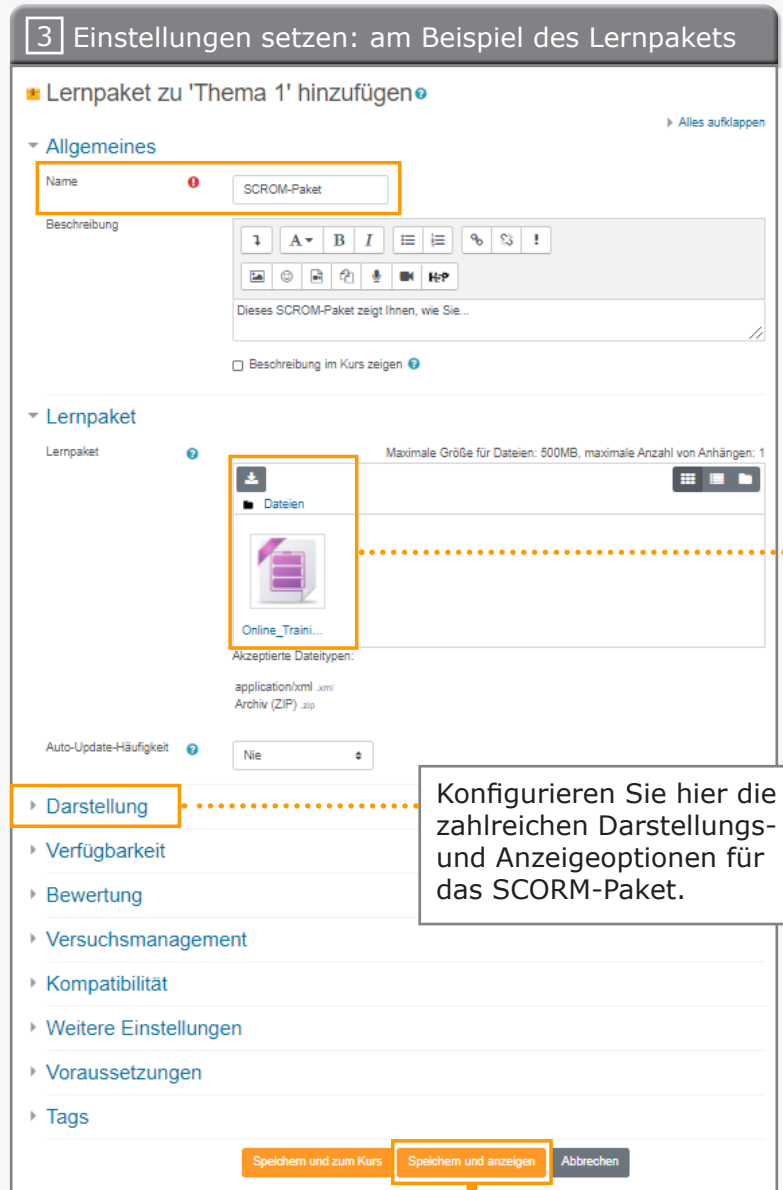 3 Einstellungen setzen: am Beispiel des Lernpakets
Lernpaket zu 'Thema 1' hinzufügen
Alles aufklappen
Allgemeines
Name
SCROM-Paket
Beschreibung
A B I
H-P
Dieses SCROM-Paket zeigt Ihnen, wie Sie...
Beschreibung im Kurs zeigen
Lernpaket
Lernpaket
Maximale Größe für Dateien: 500MB, maximale Anzahl von Anhängen: 1
Dateien
Online_Traini...
Akzeptierte Dateitypen:
application/xml .xml
Archiv (ZIP) .zip
Auto-Update-Häufigkeit
Nie
Darstellung
Konfigurieren Sie hier die
zahlreichen Darstellungs-
und Anzeigeoptionen für
das SCORM-Paket.
Verfügbarkeit
Bewertung
Versuchsmanagement
Kompatibilität
Weitere Einstellungen
Voraussetzungen
Tags
Speichern und zum Kurs Speichern und anzeigen Abbrechen